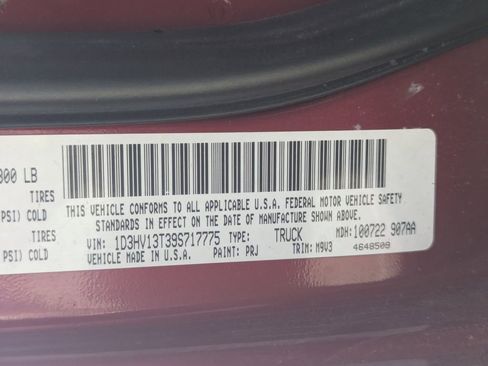 300 LB
TIRES
PSI) COLD
TIRES
PSI) COLD
THIS VEHICLE CONFORMS TO ALL APPLICABLE U.S.A. FEDERAL MOTOR VEHICLE SAFETY
STANDARDS IN EFFECT ON THE DATE OF MANUFACTURE SHOWN ABOVE.
VIN: 1D3HV13T39S717775 TYPE: TRUCK MDH: 100722 907AA
VEHICLE MADE IN U.S.A. PAINT: PRJ TRIM: M9V3 4648509